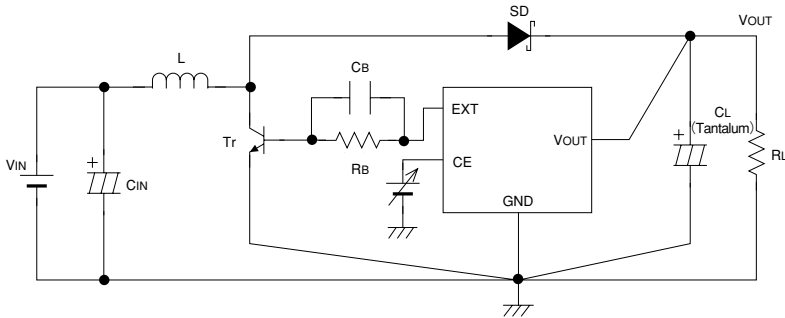 SD
VOUT
L
CB
EXT
CL
(Tantalum)
+
VOUT
Tr
RB
CE
RL
VIN
+
CIN
GND